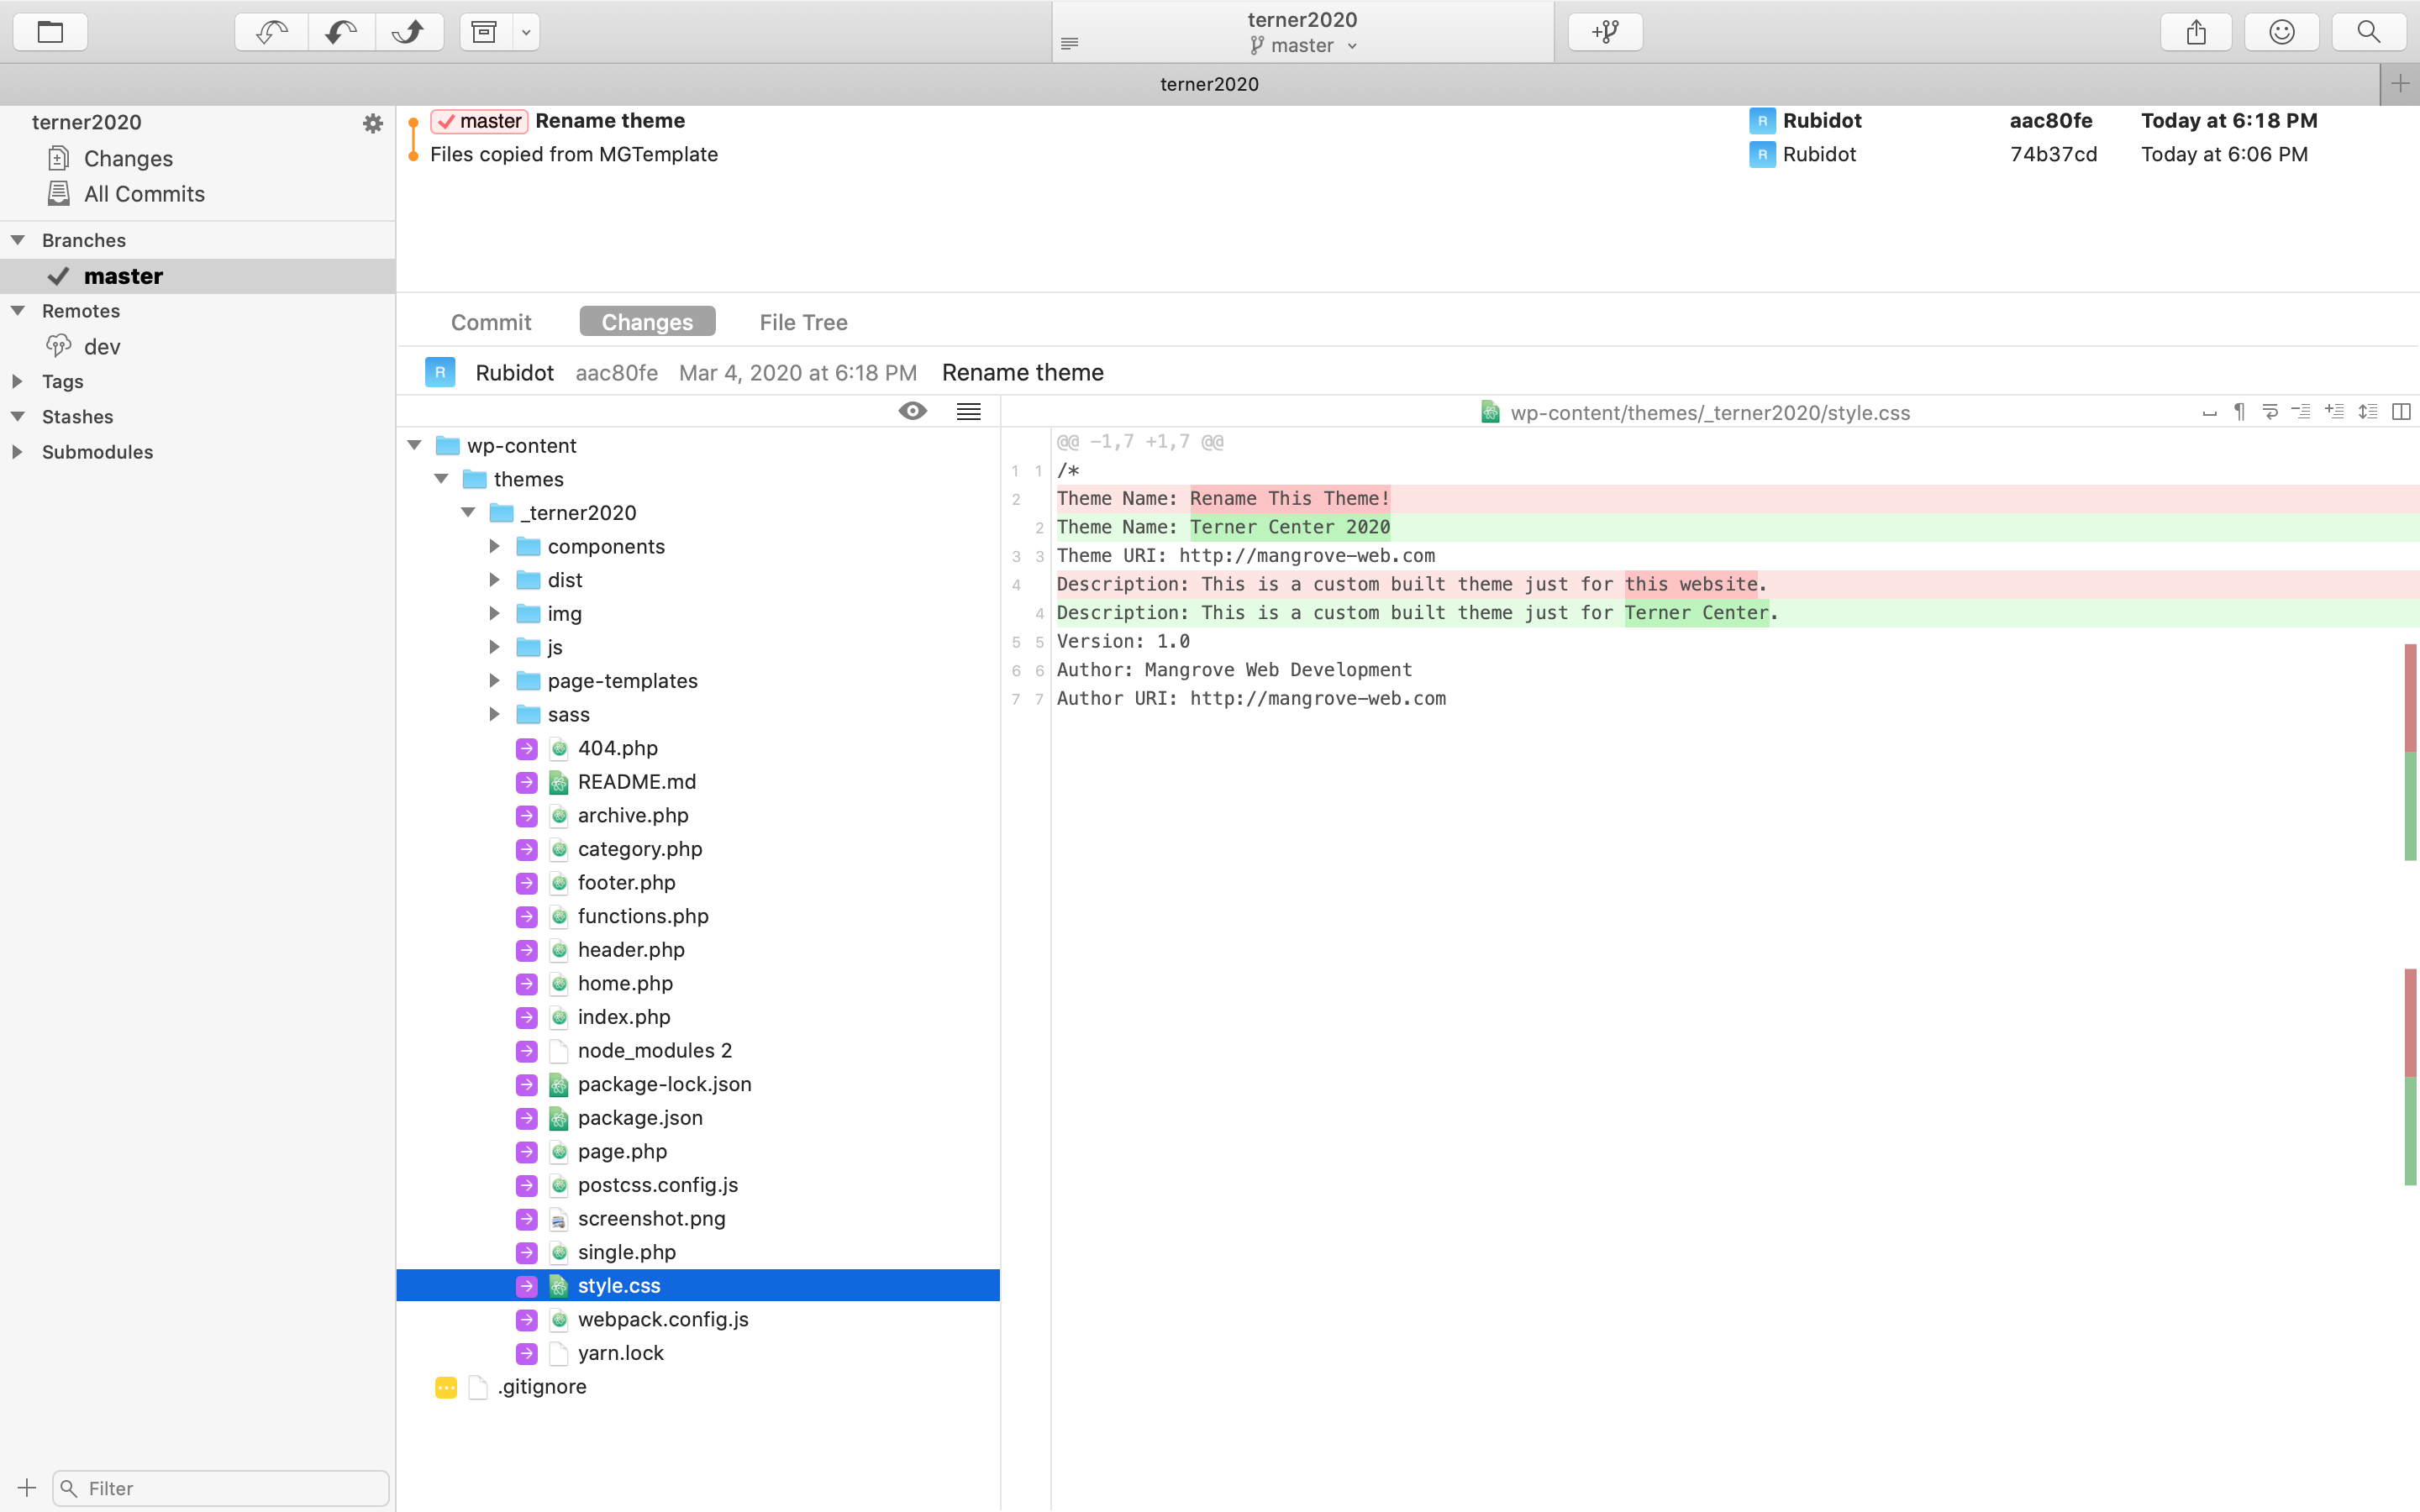 terner2020
master
terner2020
terner2020
Changes
All Commits
Branches
master
Remotes
dev
Tags
Stashes
Submodules
Filter
master Rename theme R Rubidot aac80fe Today at 6:18 PM
Files copied from MGTemplate R Rubidot 74b37cd Today at 6:06 PM
Commit Changes File Tree
R Rubidot aac80fe Mar 4, 2020 at 6:18 PM Rename theme
wp-content
themes
_terner2020
components
dist
img
js
page-templates
sass
404.php
README.md
archive.php
category.php
footer.php
functions.php
header.php
home.php
index.php
node_modules 2
package-lock.json
package.json
page.php
postcss.config.js
screenshot.png
single.php
style.css
webpack.config.js
yarn.lock
.gitignore
wp-content/themes/_terner2020/style.css
@@ -1,7 +1,7 @@
1 1 /*
2 Theme Name: Rename This Theme!
2 Theme Name: Terner Center 2020
3 3 Theme URI: http://mangrove-web.com
4 Description: This is a custom built theme just for this website.
4 Description: This is a custom built theme just for Terner Center.
5 5 Version: 1.0
6 6 Author: Mangrove Web Development
7 7 Author URI: http://mangrove-web.com